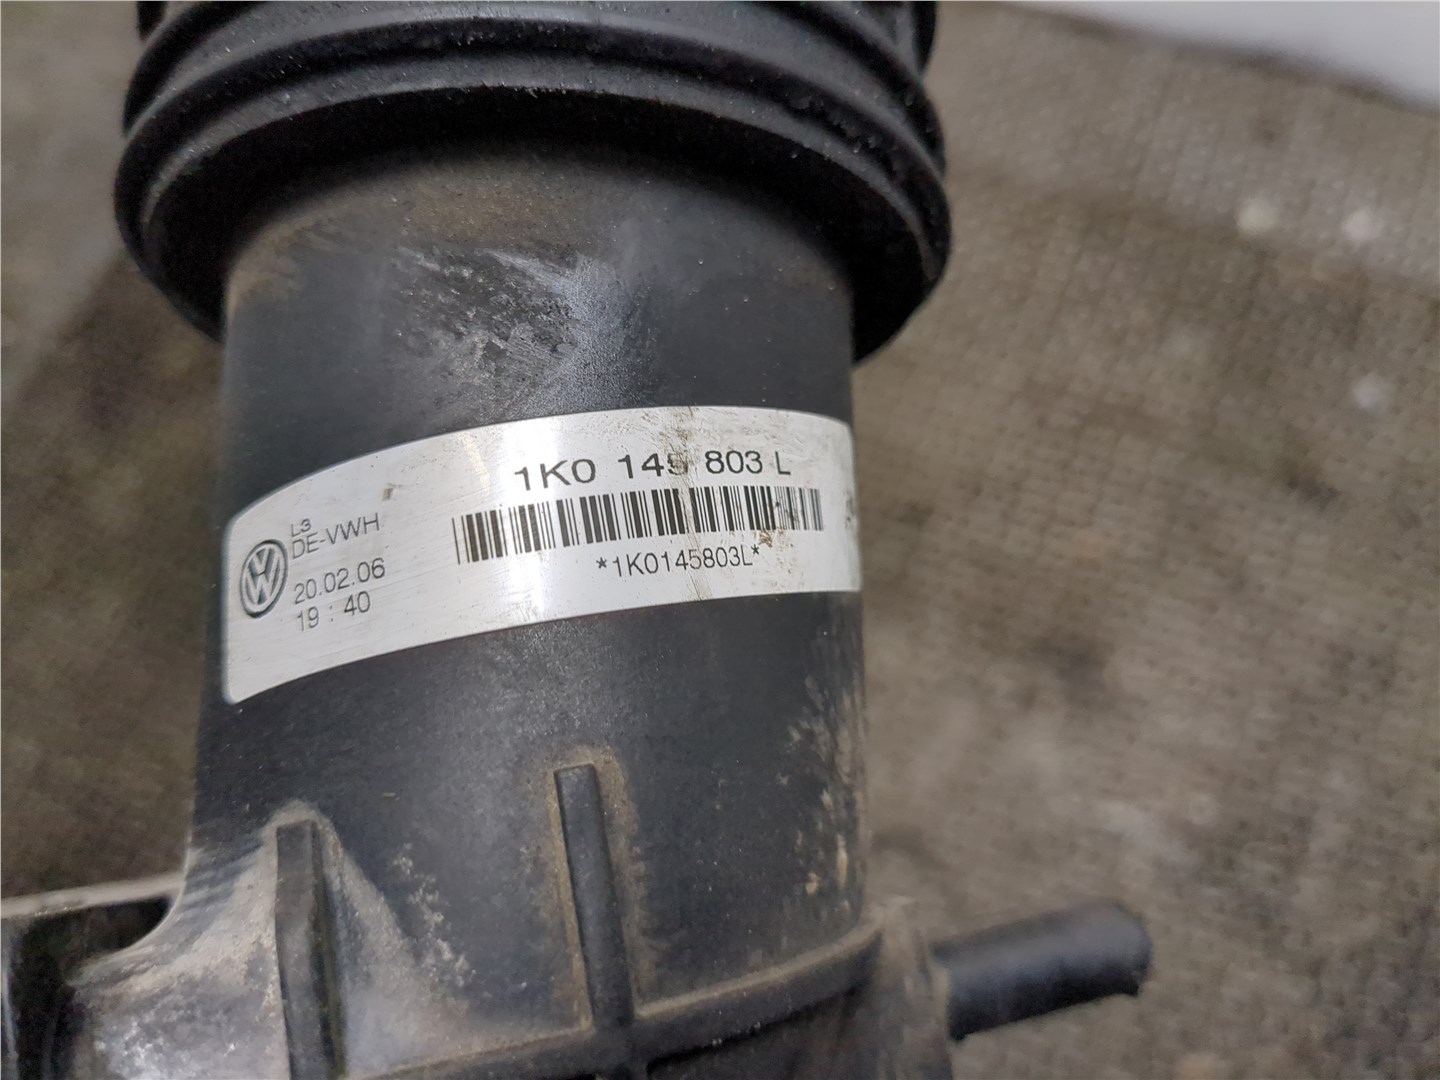 1K0 145 803 L
L3
DE-VWH
*1K0145803L*
20.02.06
19 : 40